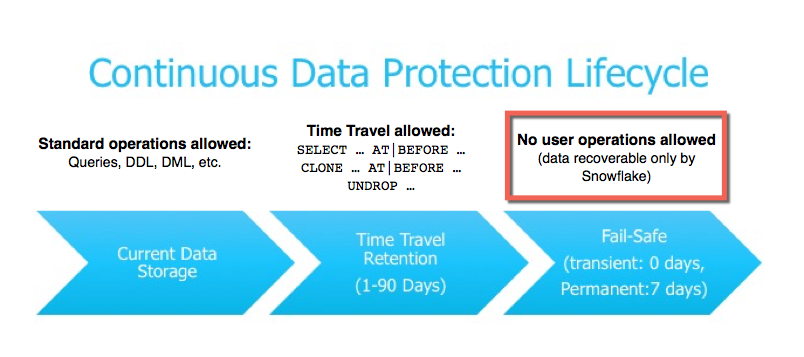 Continuous Data Protection Lifecycle
Standard operations allowed:
Queries, DDL, DML, etc.
Time Travel allowed:
SELECT … AT|BEFORE …
CLONE … AT|BEFORE …
UNDROP …
No user operations allowed
(data recoverable only by
Snowflake)
Current Data
Storage
Time Travel
Retention
(1-90 Days)
Fail-Safe
(transient: 0 days,
Permanent:7 days)